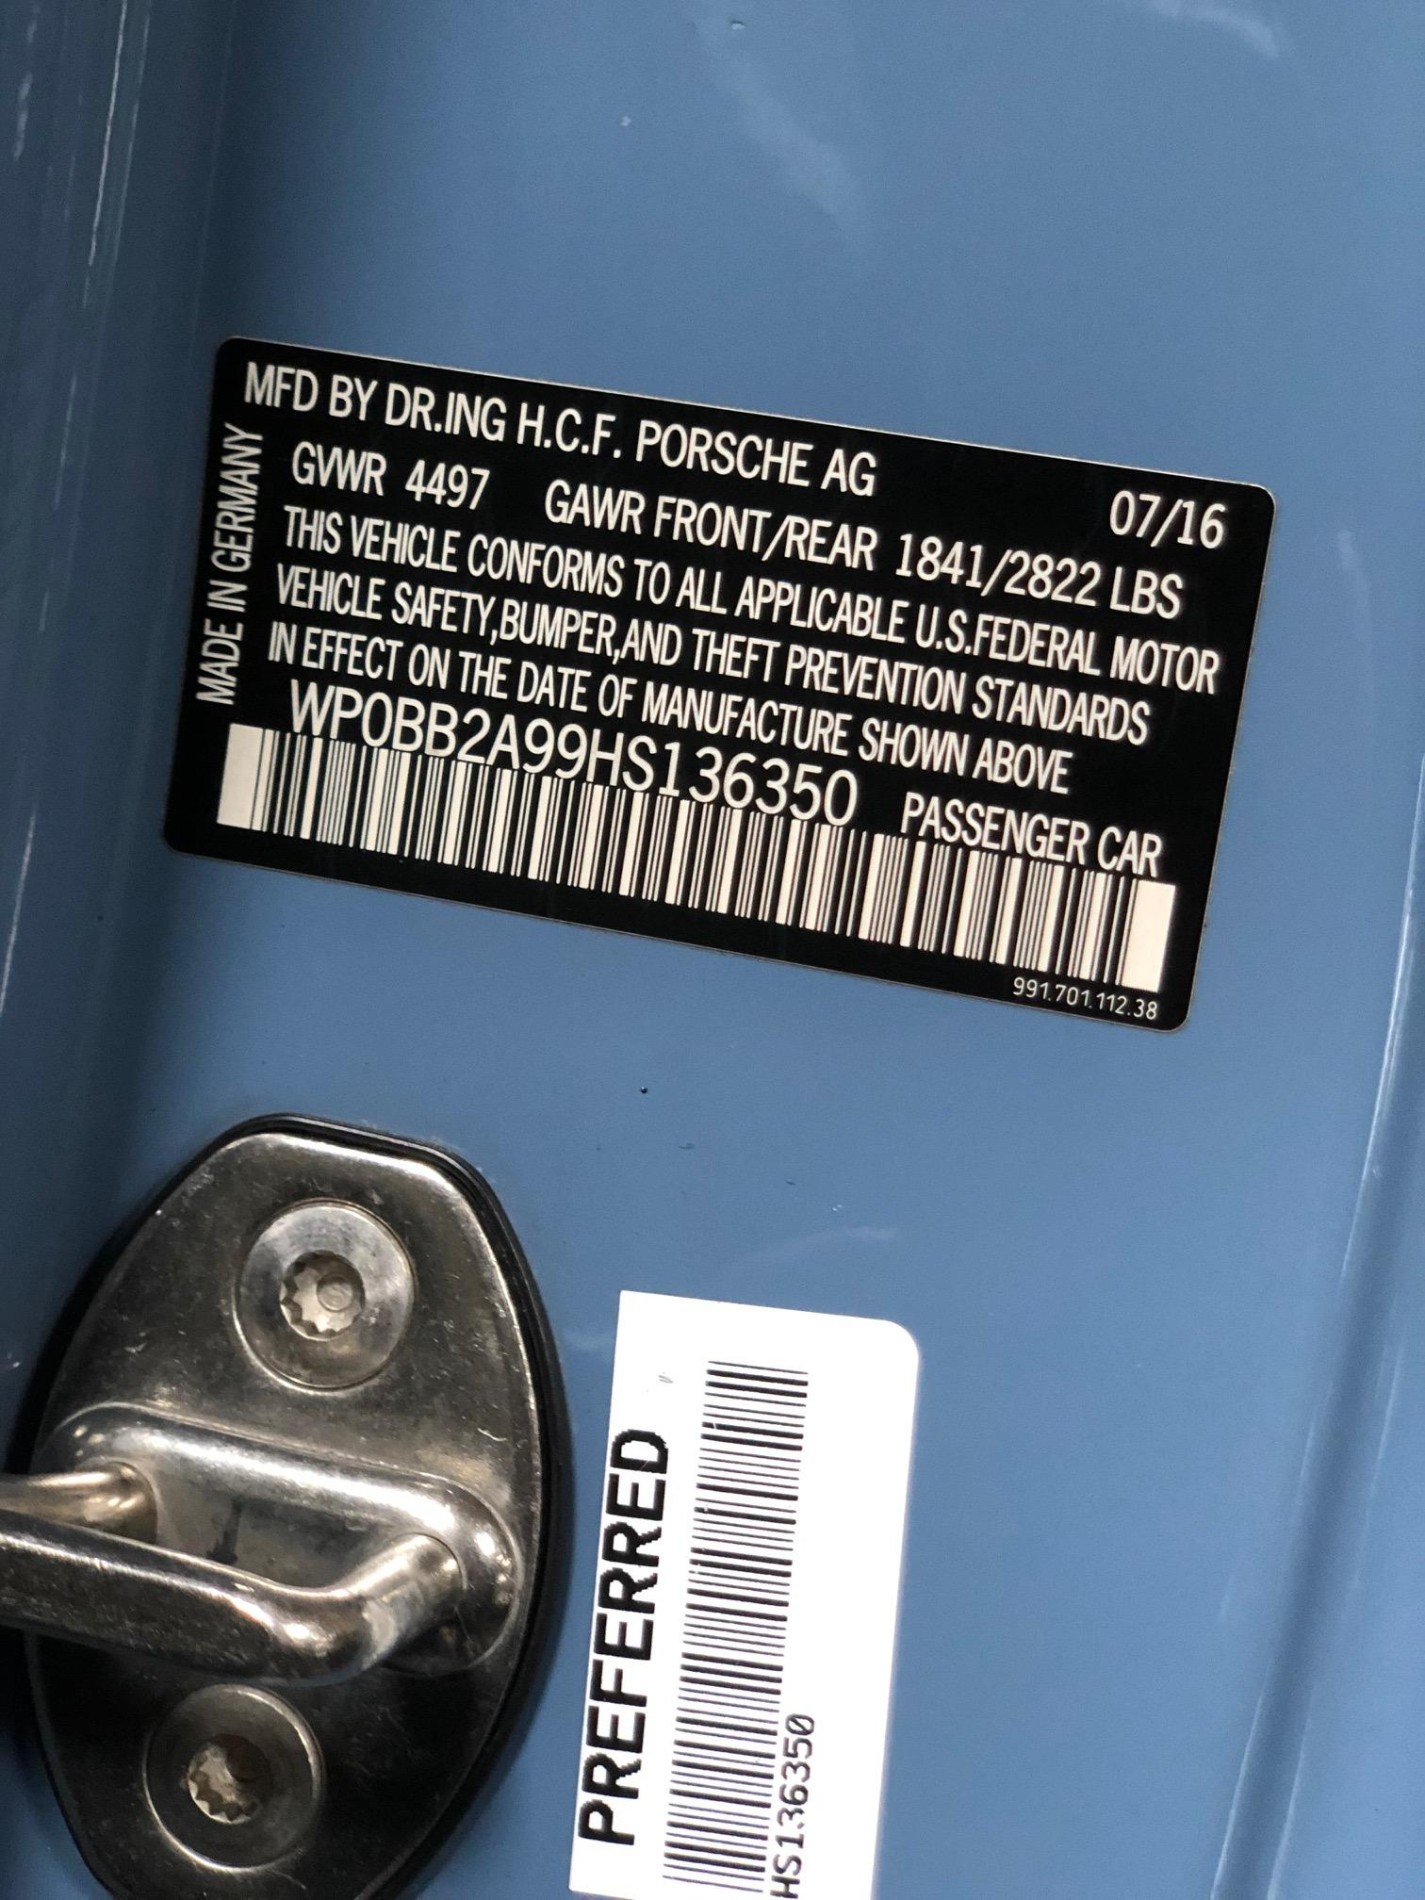 MFD BY DR.ING H.C.F. PORSCHE AG 07/16
GVWR 4497 GAWR FRONT/REAR 1841/2822 LBS
THIS VEHICLE CONFORMS TO ALL APPLICABLE U.S.FEDERAL MOTOR
VEHICLE SAFETY,BUMPER,AND THEFT PREVENTION STANDARDS
IN EFFECT ON THE DATE OF MANUFACTURE SHOWN ABOVE
WP0BB2A99HS136350 PASSENGER CAR
MADE IN GERMANY
991.701.112.38
PREFERRED
HS136350